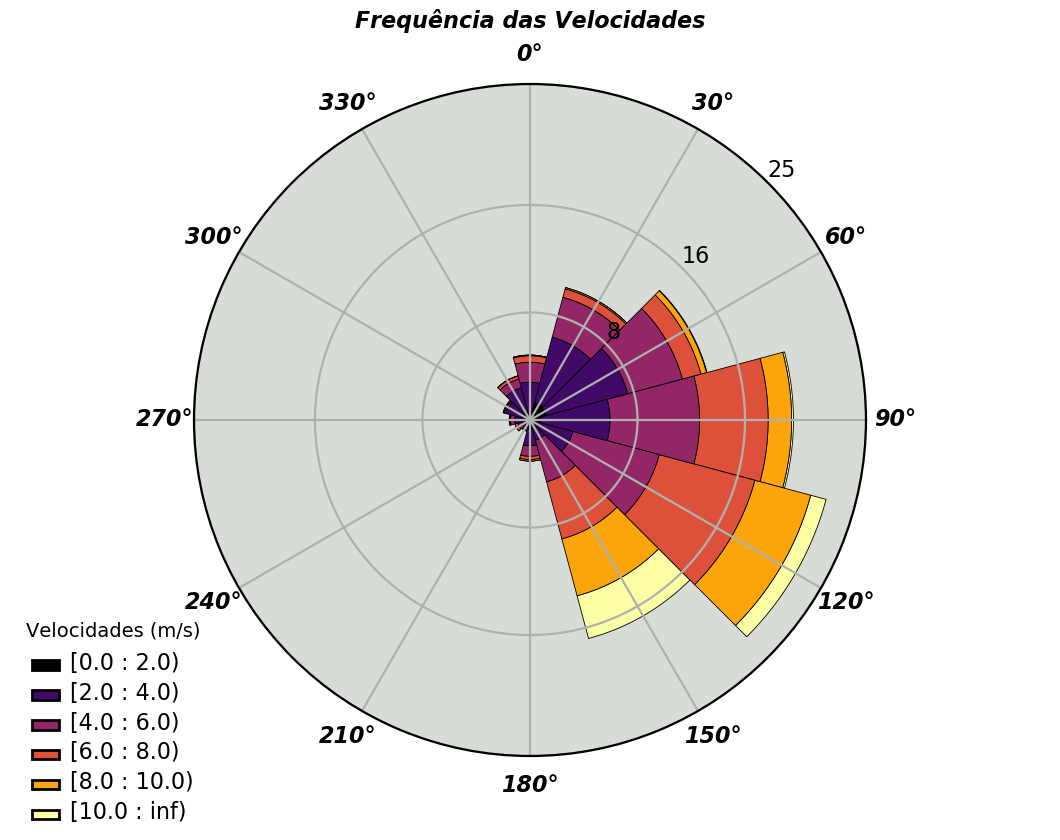 Frequência das Velocidades
0°
330°
30°
25
300°
60°
16
8
270°
90°
240°
120°
210°
150°
180°
Velocidades (m/s)
[0.0 : 2.0)
[2.0 : 4.0)
[4.0 : 6.0)
[6.0 : 8.0)
[8.0 : 10.0)
[10.0 : inf)